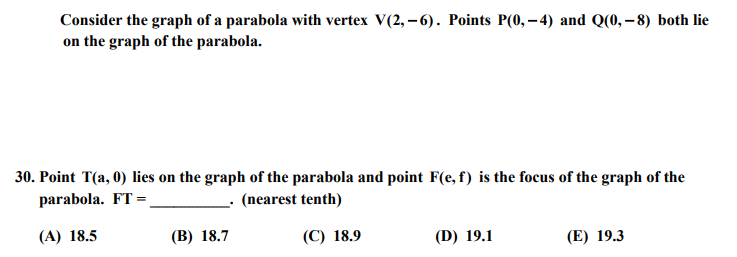 Consider the graph of a parabola with vertex V(2, −6). Points P(0, −4) and Q(0, −8) both lie
on the graph of the parabola.
30. Point T(a, 0) lies on the graph of the parabola and point F(e, f) is the focus of the graph of the
parabola. FT = __________. (nearest tenth)
(A) 18.5 (B) 18.7 (C) 18.9 (D) 19.1 (E) 19.3